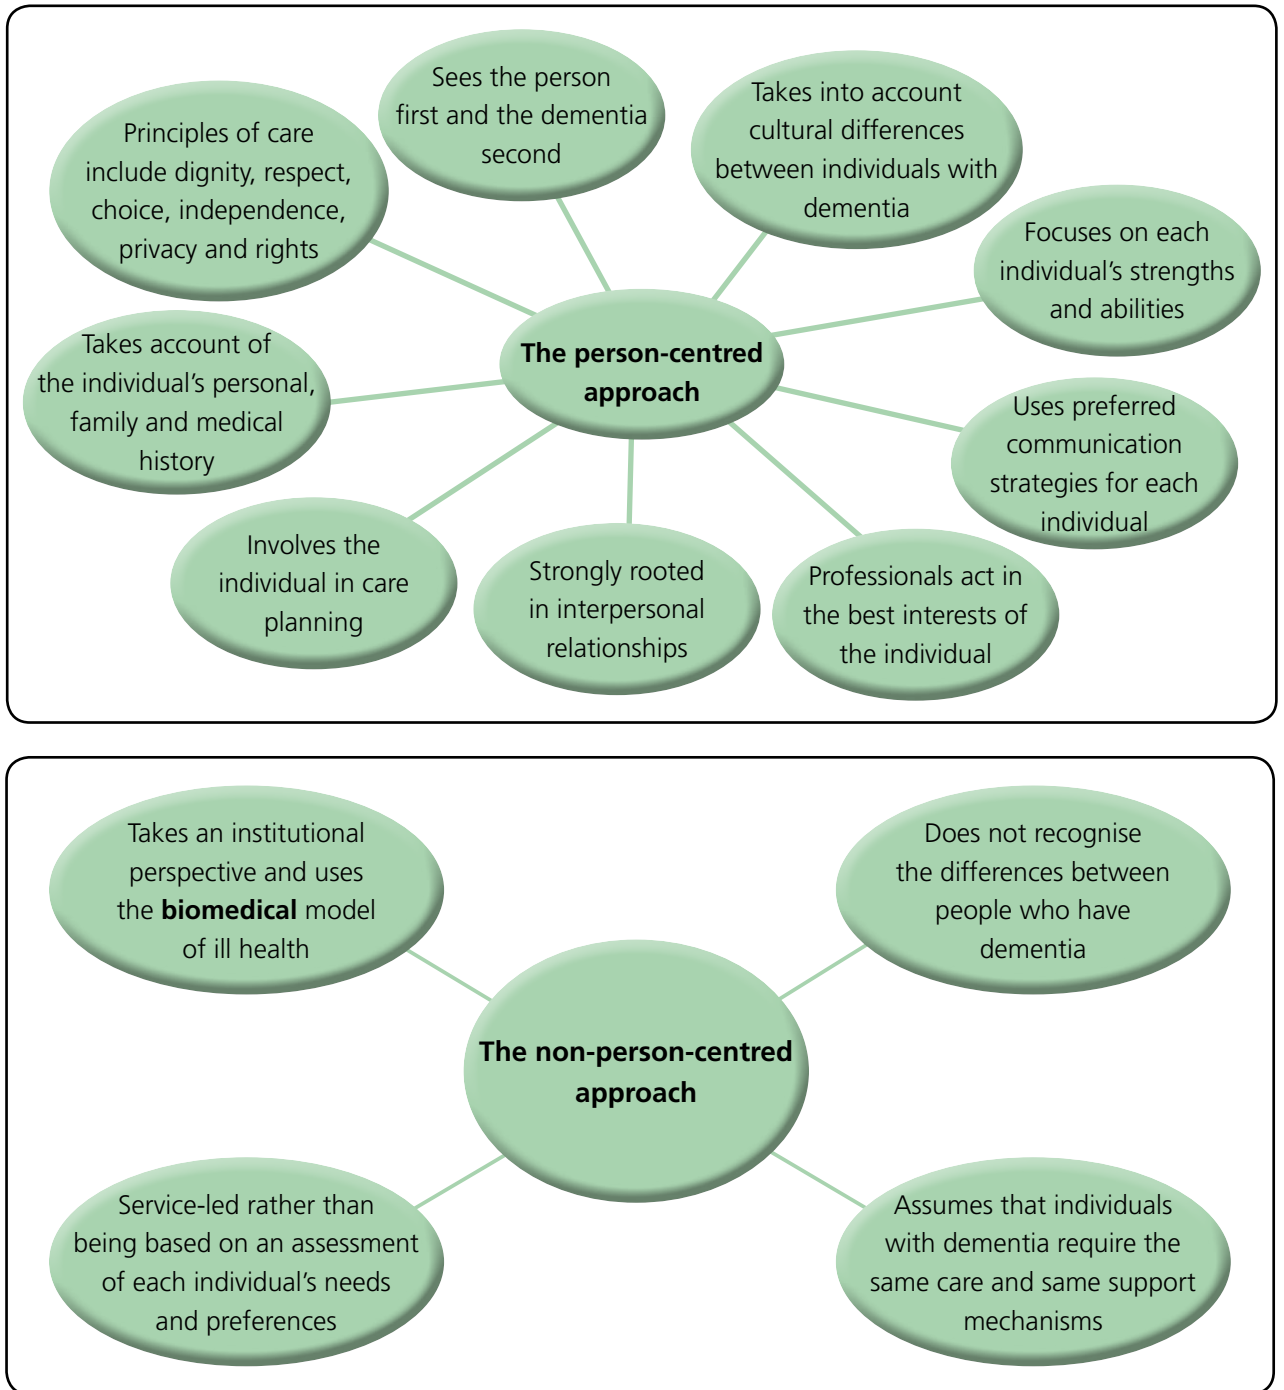 Sees the person
first and the dementia
second
Takes into account
cultural differences
between individuals with
dementia
Principles of care
include dignity, respect,
choice, independence,
privacy and rights
Focuses on each
individual's strengths
and abilities
The person-centred
approach
Takes account of
the individual's personal,
family and medical
history
Uses preferred
communication
strategies for each
individual
Involves the
individual in care
planning
Strongly rooted
in interpersonal
relationships
Professionals act in
the best interests of
the individual
Takes an institutional
perspective and uses
the biomedical model
of ill health
Does not recognise
the differences between
people who have
dementia
The non-person-centred
approach
Service-led rather than
being based on an assessment
of each individual's needs
and preferences
Assumes that individuals
with dementia require the
same care and same support
mechanisms